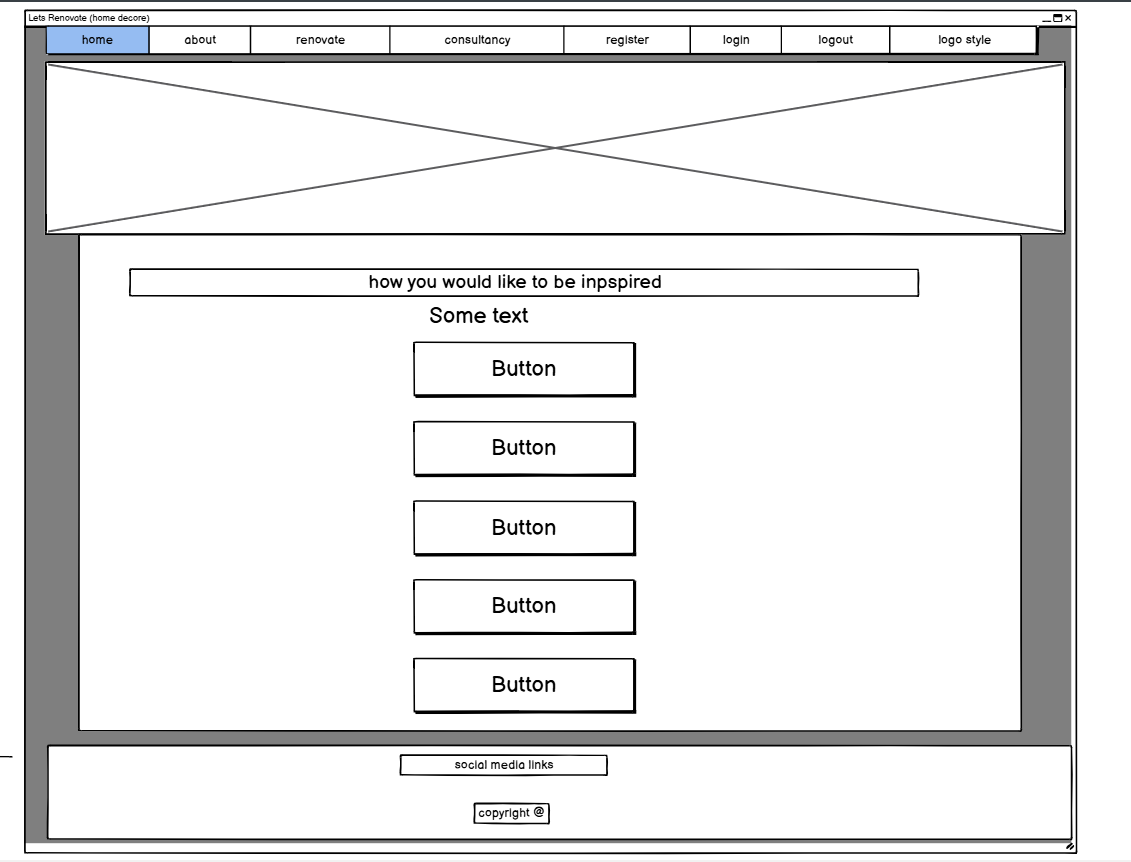 Lets Renovate (home decore)
home about renovate consultancy register login logout logo style
how you would like to be inpspired
Some text
Button
Button
Button
Button
Button
social media links
copyright @